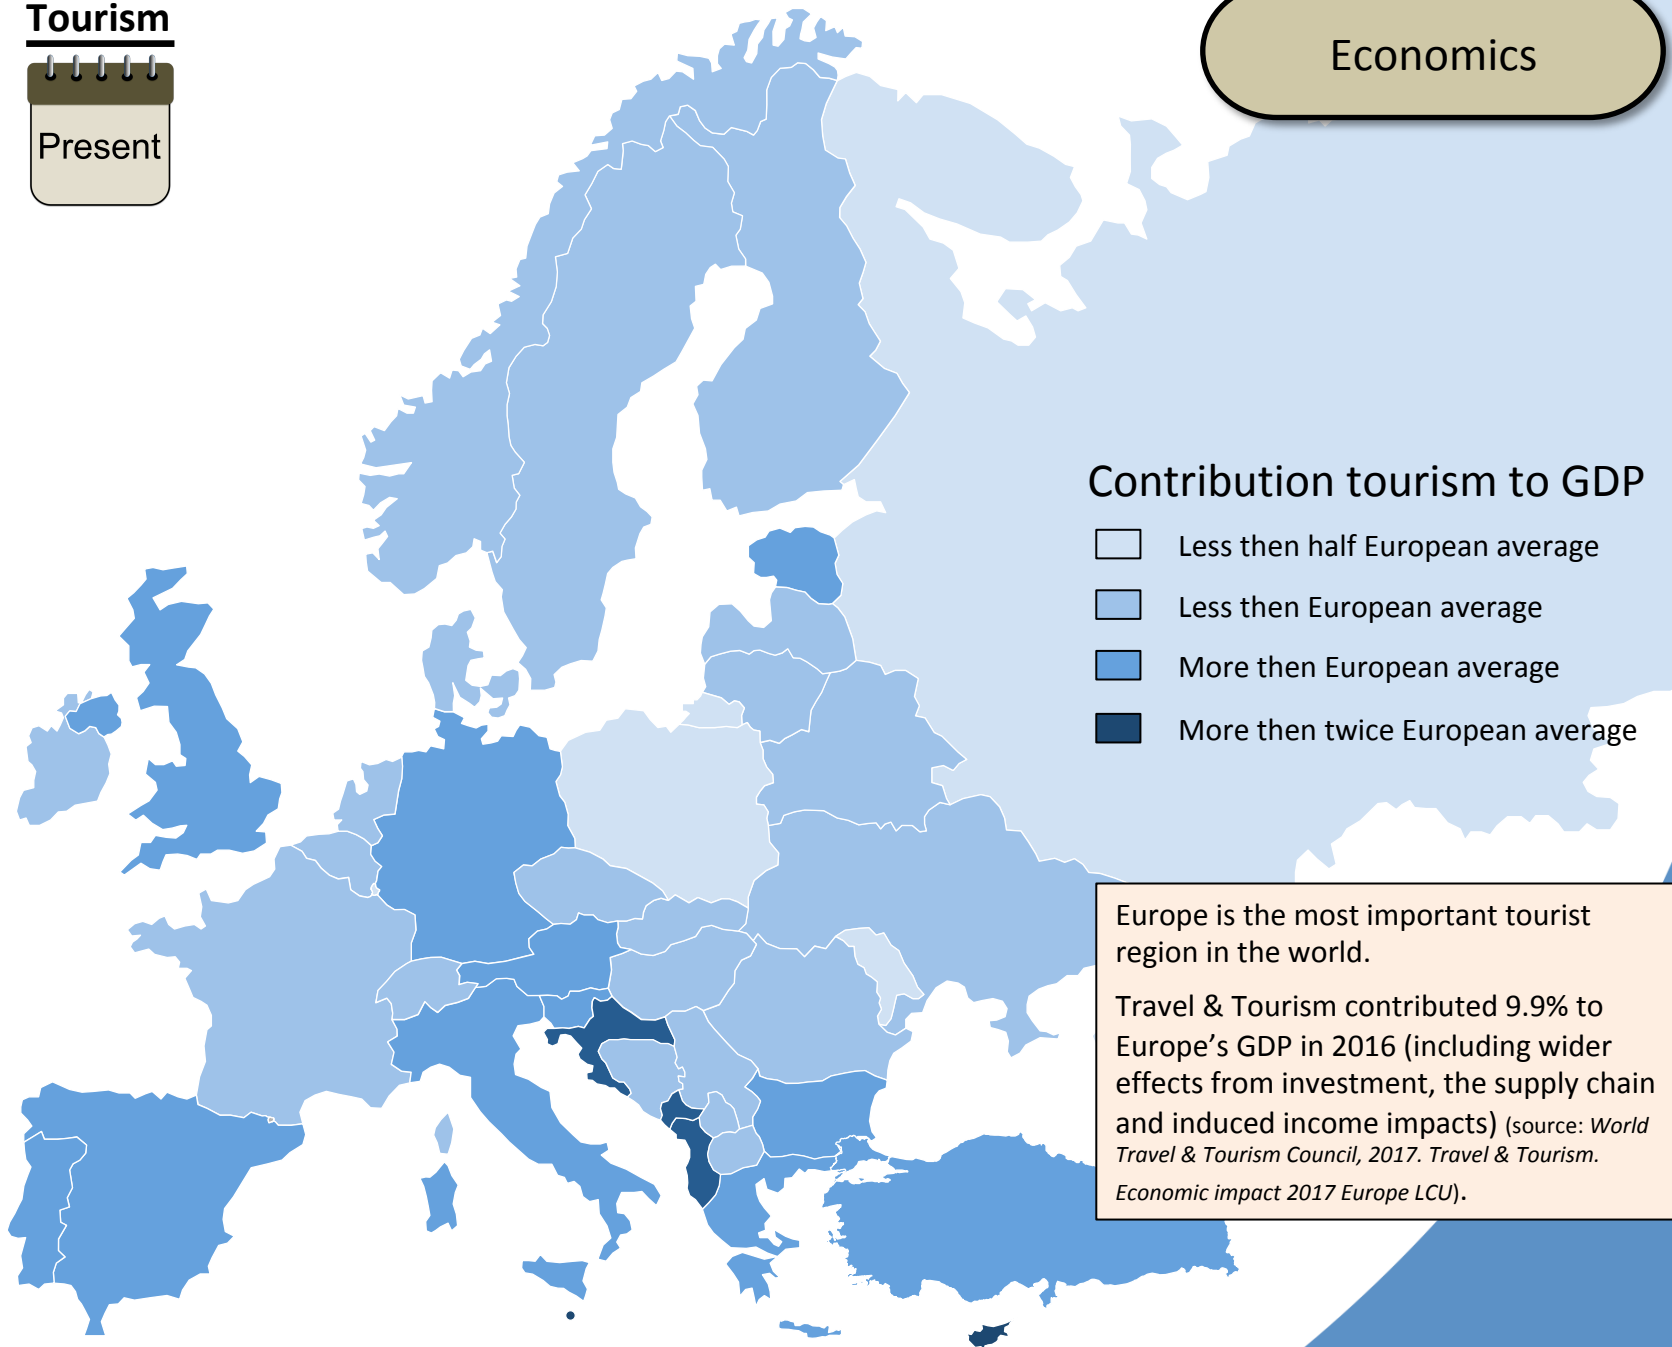 Tourism
Present
Economics
Contribution tourism to GDP
Less then half European average
Less then European average
More then European average
More then twice European average
Europe is the most important tourist
region in the world.
Travel & Tourism contributed 9.9% to
Europe's GDP in 2016 (including wider
effects from investment, the supply chain
and induced income impacts) (source: World
Travel & Tourism Council, 2017. Travel & Tourism.
Economic impact 2017 Europe LCU).